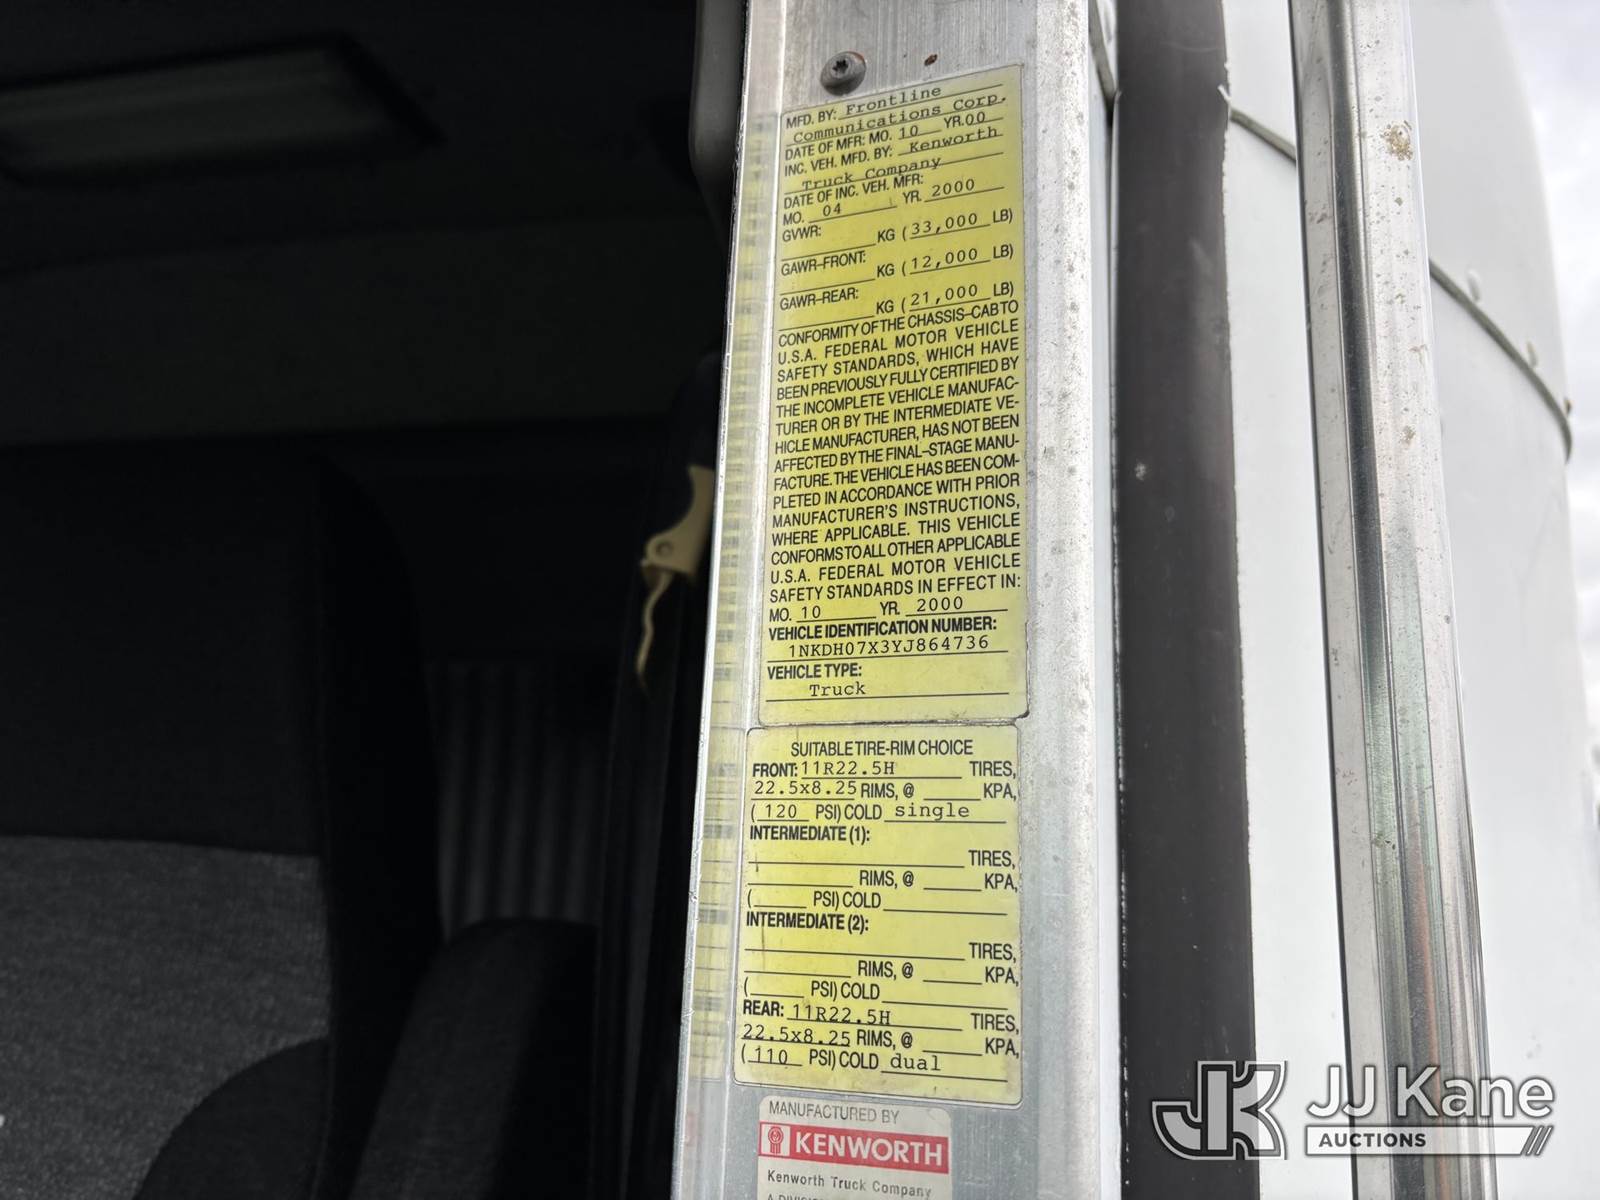 MFD. BY: Frontline
Communications Corp.
DATE OF MFR: MO. 10 YR.00
INC. VEH. MFD. BY: Kenworth
Truck Company
DATE OF INC. VEH. MFR:
MO. 04 YR. 2000
GVWR:
KG (33,000 LB)
GAWR-FRONT:
KG (12,000 LB)
GAWR-REAR:
KG (21,000 LB)
CONFORMITY OF THE CHASSIS-CAB TO
U.S.A. FEDERAL MOTOR VEHICLE
SAFETY STANDARDS, WHICH HAVE
BEEN PREVIOUSLY FULLY CERTIFIED BY
THE INCOMPLETE VEHICLE MANUFAC-
TURER OR BY THE INTERMEDIATE VE-
HICLE MANUFACTURER, HAS NOT BEEN
AFFECTED BY THE FINAL-STAGE MANU-
FACTURE. THE VEHICLE HAS BEEN COM-
PLETED IN ACCORDANCE WITH PRIOR
MANUFACTURER'S INSTRUCTIONS,
WHERE APPLICABLE. THIS VEHICLE
CONFORMS TO ALL OTHER APPLICABLE
U.S.A. FEDERAL MOTOR VEHICLE
SAFETY STANDARDS IN EFFECT IN:
MO. 10 YR. 2000
VEHICLE IDENTIFICATION NUMBER:
1NKDH07X3YJ864736
VEHICLE TYPE:
Truck
SUITABLE TIRE-RIM CHOICE
FRONT: 11R22.5H TIRES,
22.5x8.25 RIMS, @ KPA,
( 120 PSI) COLD single
INTERMEDIATE (1):
TIRES,
RIMS, @ KPA,
( PSI) COLD
INTERMEDIATE (2):
TIRES,
RIMS, @ KPA,
( PSI) COLD
REAR: 11R22.5H TIRES,
22.5x8.25 RIMS, @ KPA,
( 110 PSI) COLD dual
MANUFACTURED BY
KENWORTH
Kenworth Truck Company
JK JJ Kane
AUCTIONS